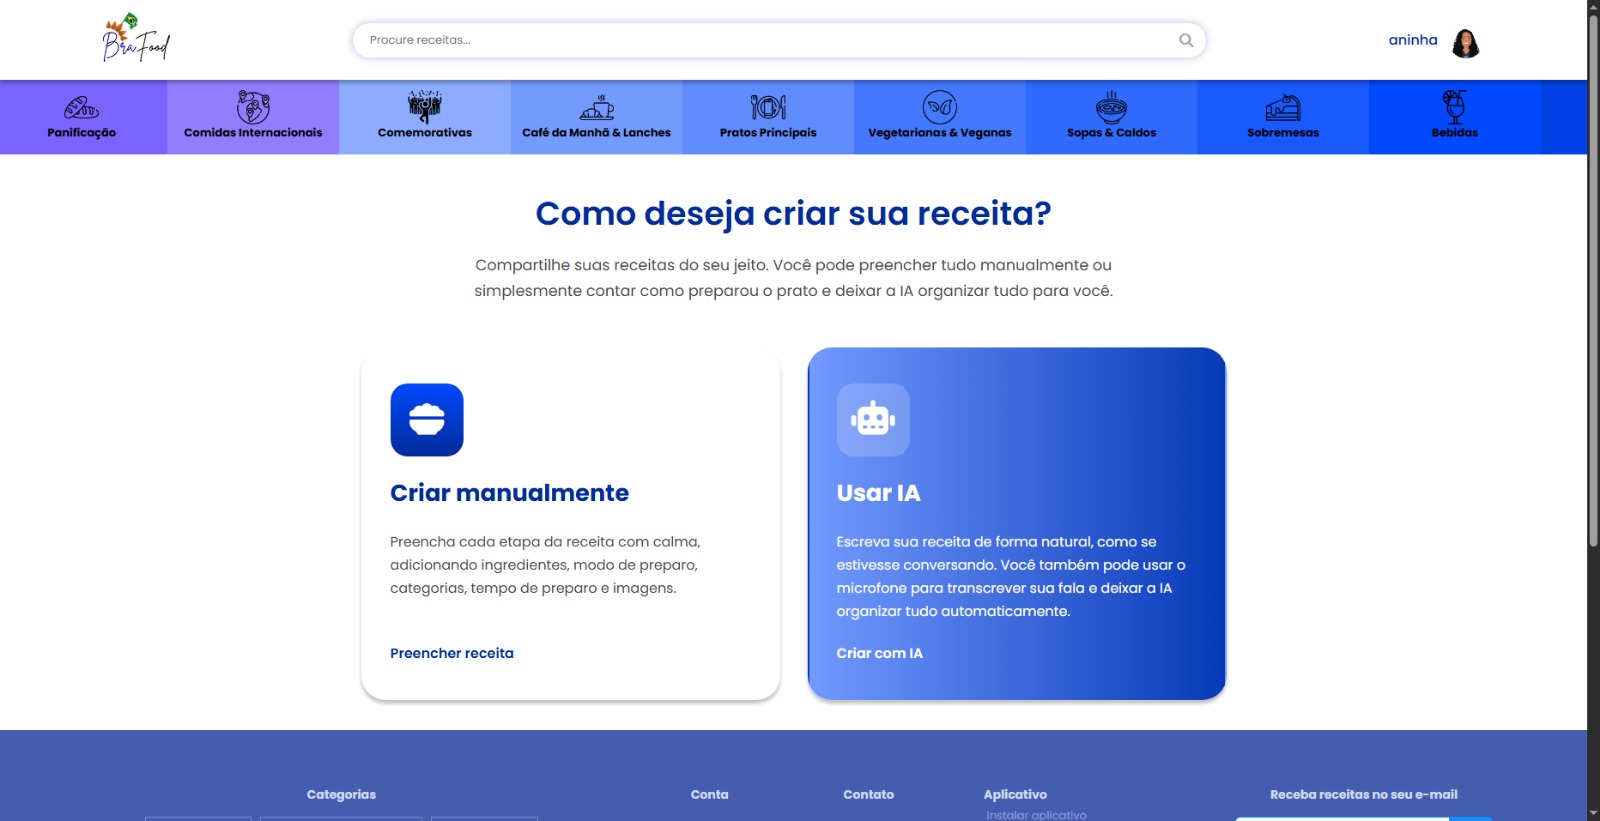 Bra Food
Procure receitas...
aninha
Panificação
Comidas Internacionais
Comemorativas
Café da Manhã & Lanches
Pratos Principais
Vegetarianas & Veganas
Sopas & Caldos
Sobremesas
Bebidas
Como deseja criar sua receita?
Compartilhe suas receitas do seu jeito. Você pode preencher tudo manualmente ou
simplesmente contar como preparou o prato e deixar a IA organizar tudo para você.
Criar manualmente
Preencha cada etapa da receita com calma,
adicionando ingredientes, modo de preparo,
categorias, tempo de preparo e imagens.
Preencher receita
Usar IA
Escreva sua receita de forma natural, como se
estivesse conversando. Você também pode usar o
microfone para transcrever sua fala e deixar a IA
organizar tudo automaticamente.
Criar com IA
Categorias
Conta
Contato
Aplicativo
Instalar aplicativo
Receba receitas no seu e-mail